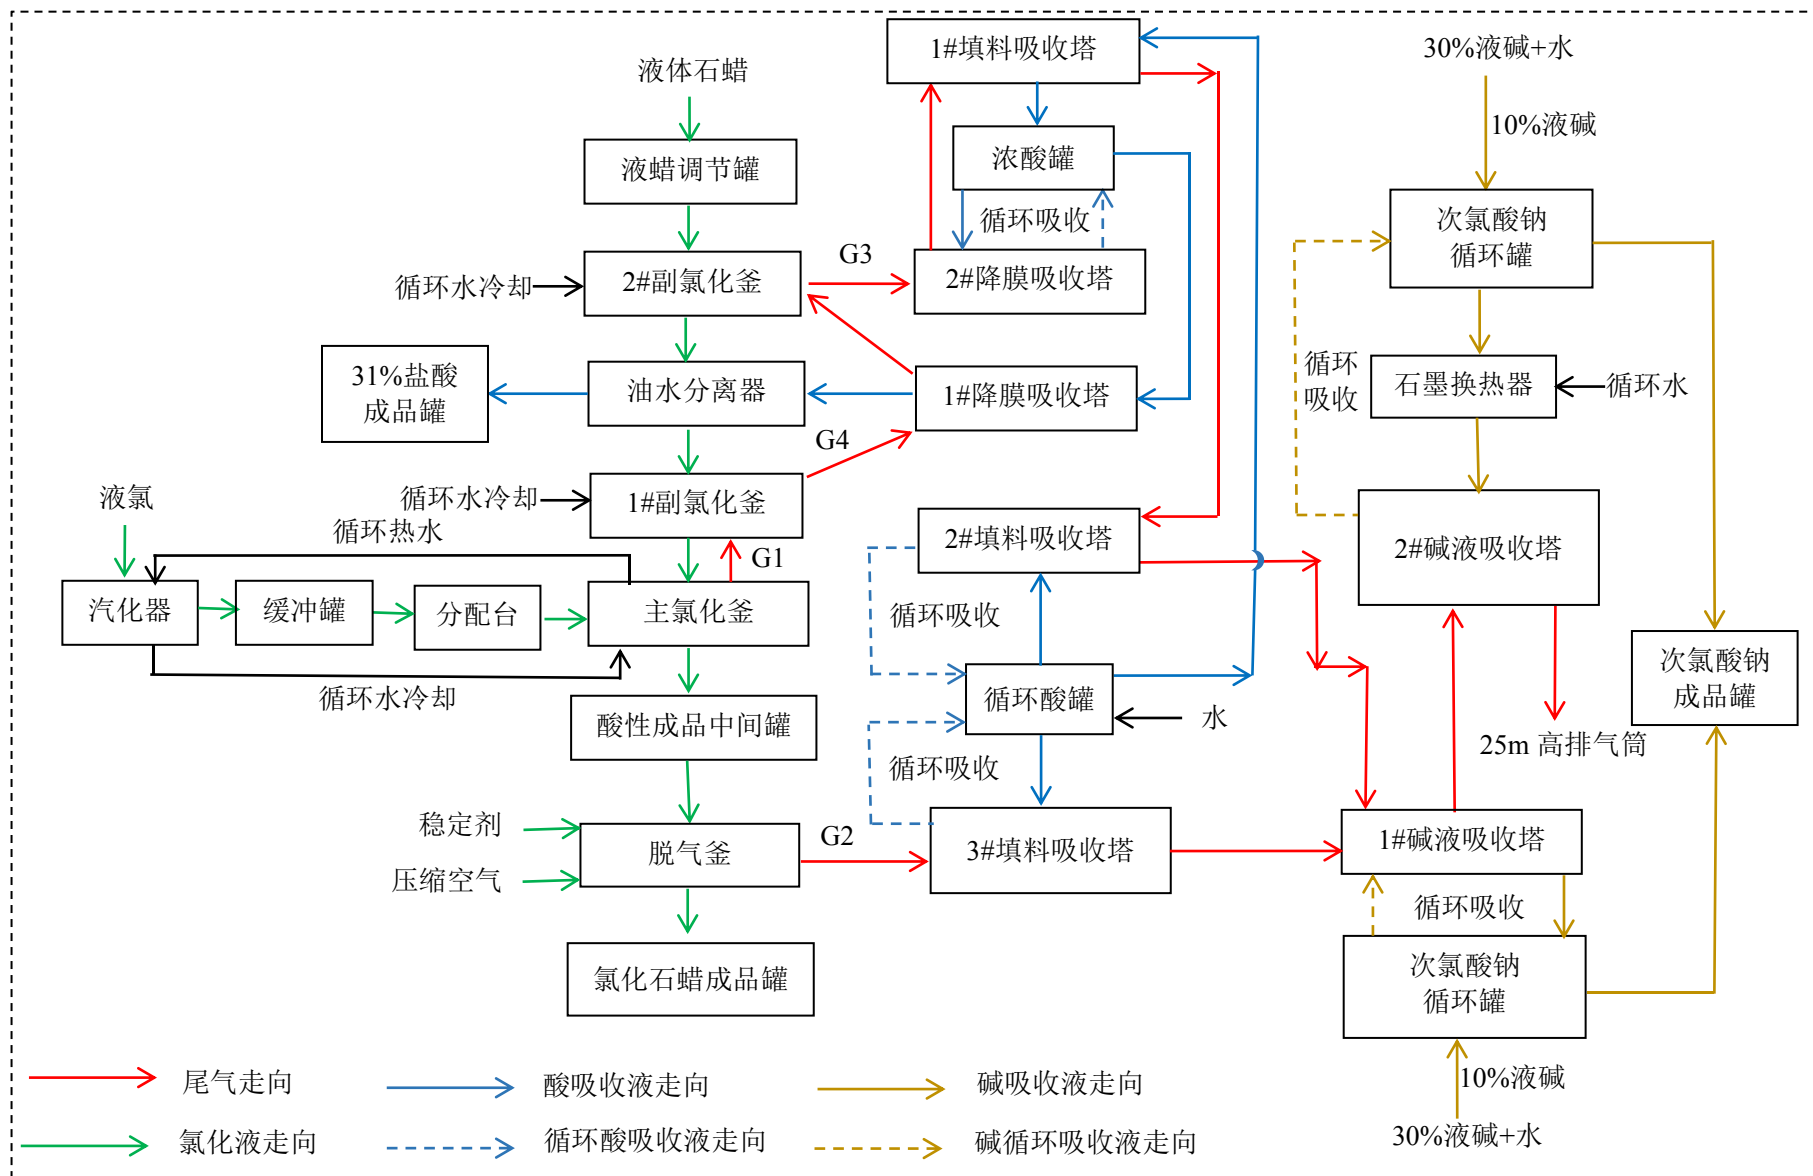 1#填料吸收塔
30%液碱+水
液体石蜡
10%液碱
液蜡调节罐
浓酸罐
次氯酸钠
循环罐
循环吸收
G3
循环水冷却
2#副氯化釜
2#降膜吸收塔
31%盐酸
成品罐
油水分离器
1#降膜吸收塔
循环
吸收
石墨换热器
循环水
G4
液氯
循环水冷却
1#副氯化釜
循环热水
2#填料吸收塔
2#碱液吸收塔
G1
汽化器
缓冲罐
分配台
主氯化釜
循环吸收
循环水冷却
循环酸罐
水
次氯酸钠
成品罐
酸性成品中间罐
25m 高排气筒
循环吸收
稳定剂
脱气釜
G2
3#填料吸收塔
1#碱液吸收塔
压缩空气
循环吸收
氯化石蜡成品罐
次氯酸钠
循环罐
尾气走向
酸吸收液走向
碱吸收液走向
10%液碱
氯化液走向
循环酸吸收液走向
碱循环吸收液走向
30%液碱+水